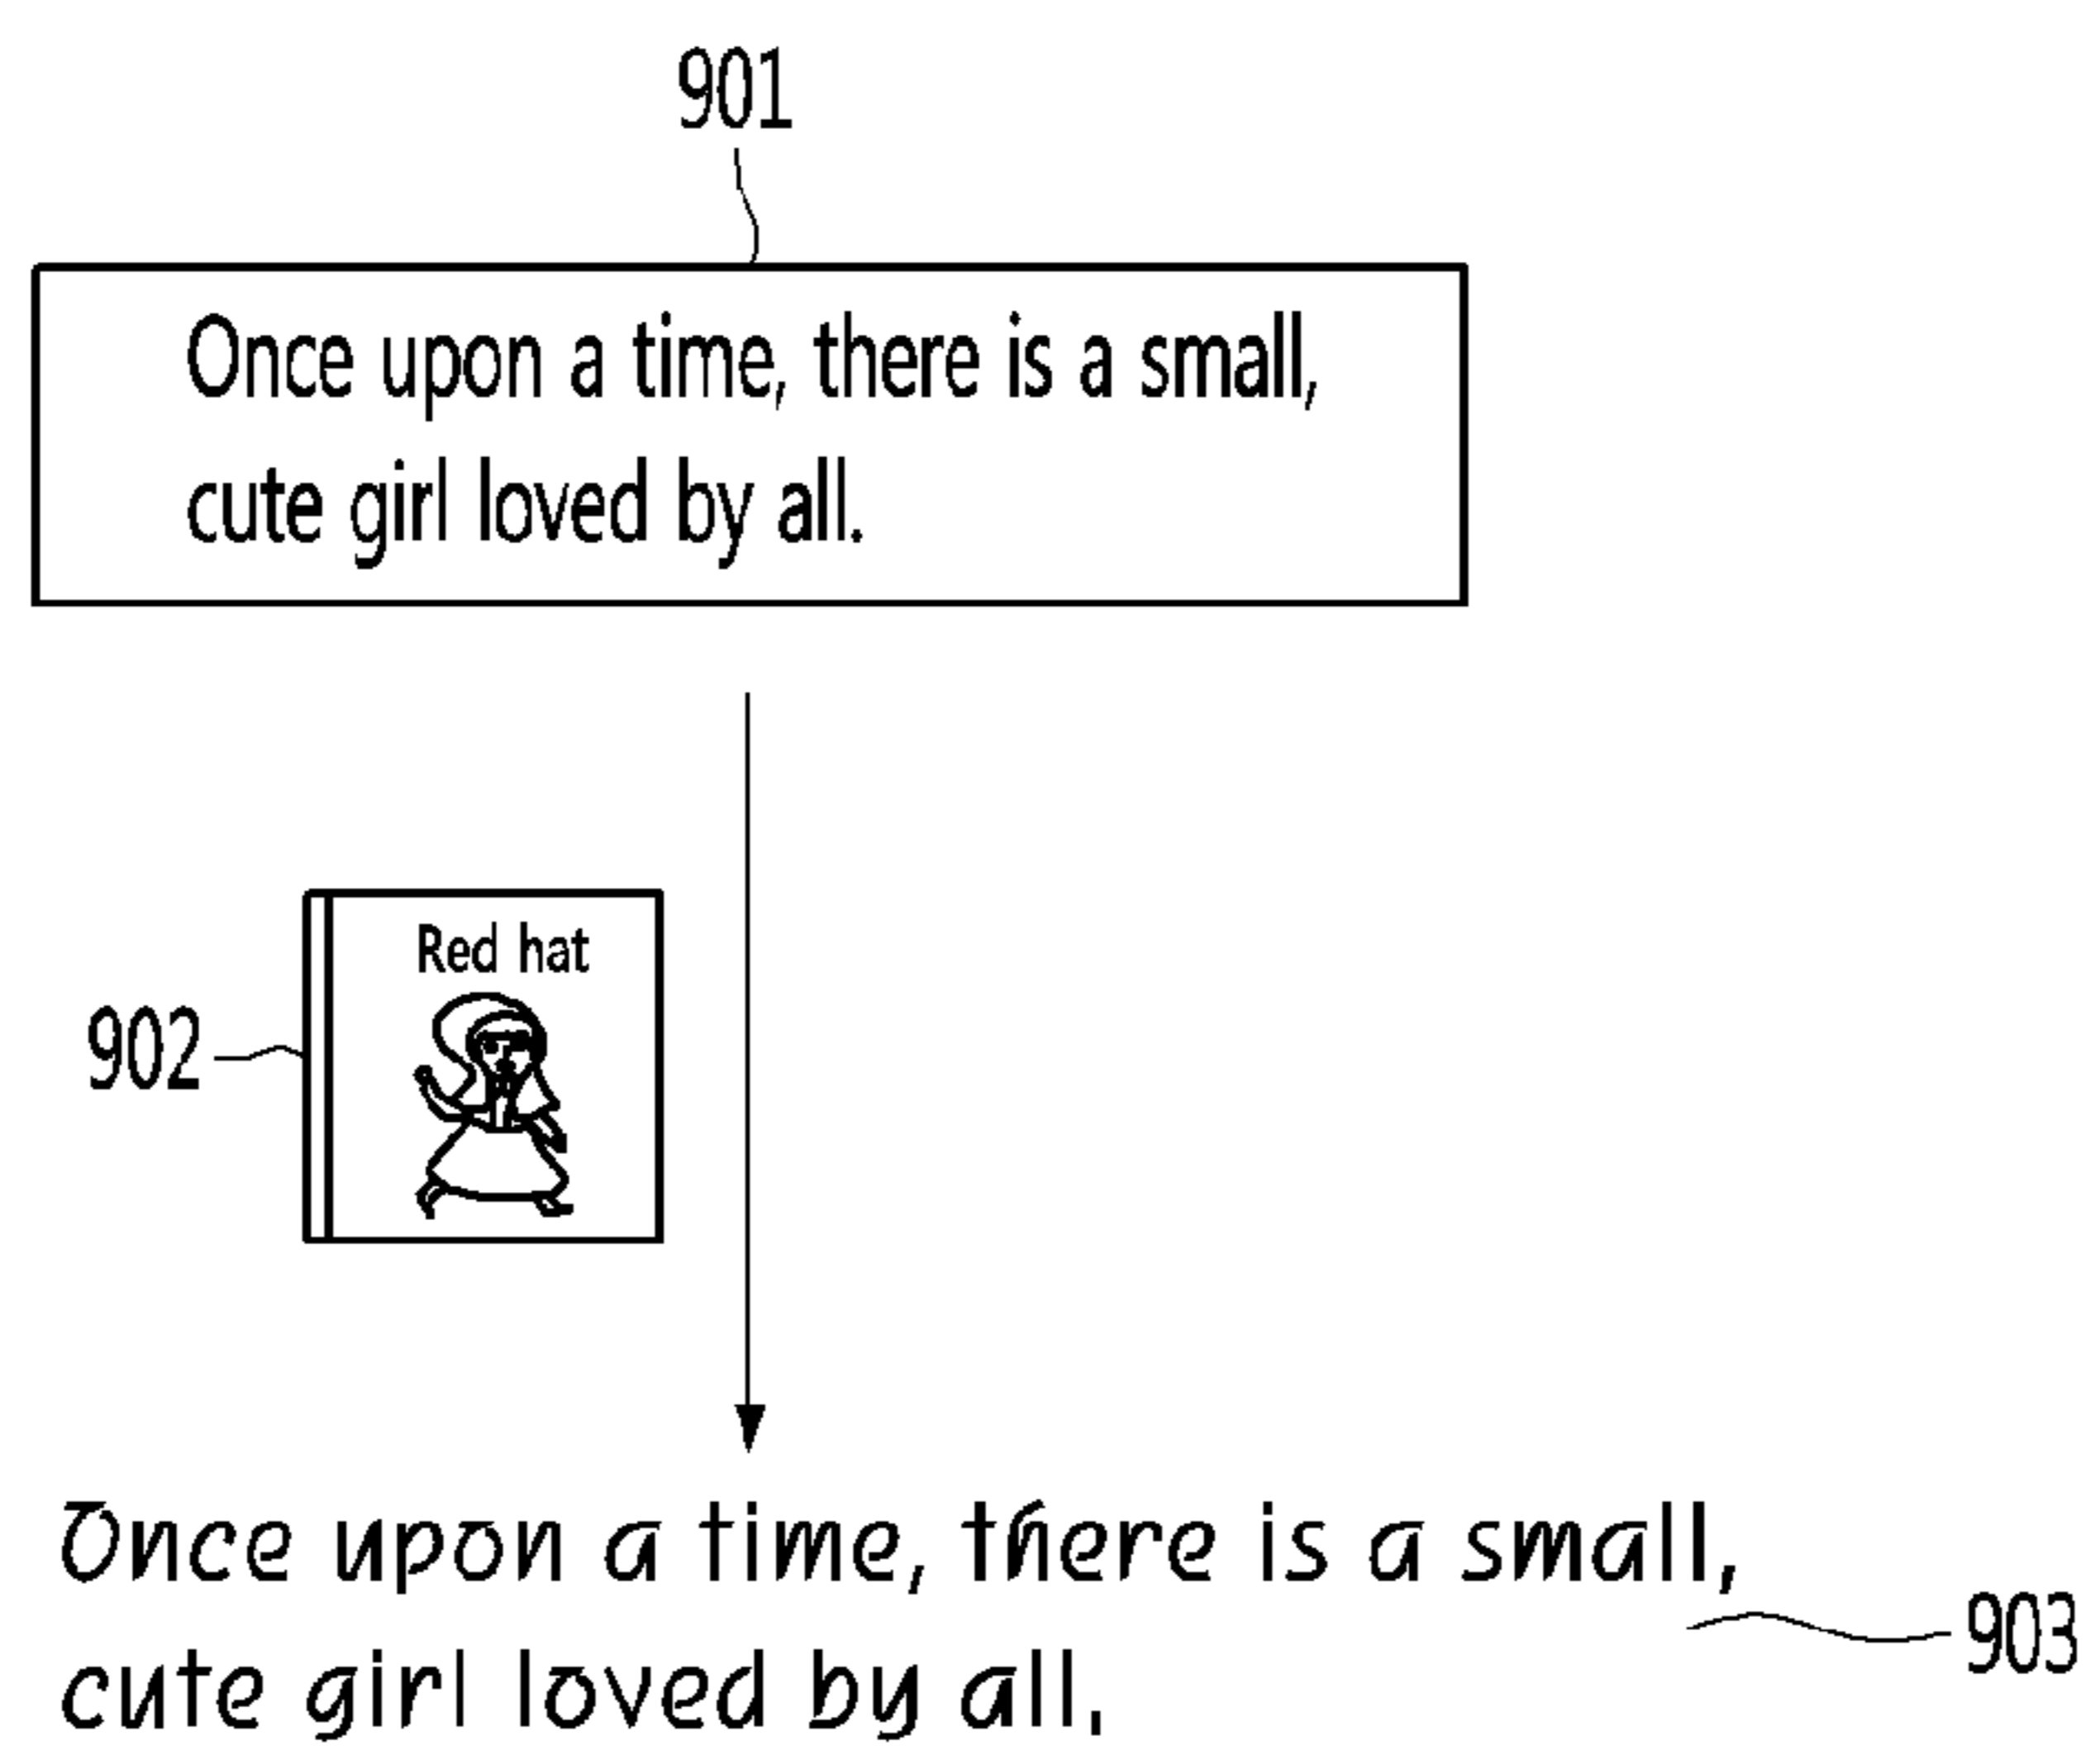 901
Once upon a time, there is a small,
cute girl loved by all.
Red hat
902
Once upon a time, there is a small,
cute girl loved by all.
903